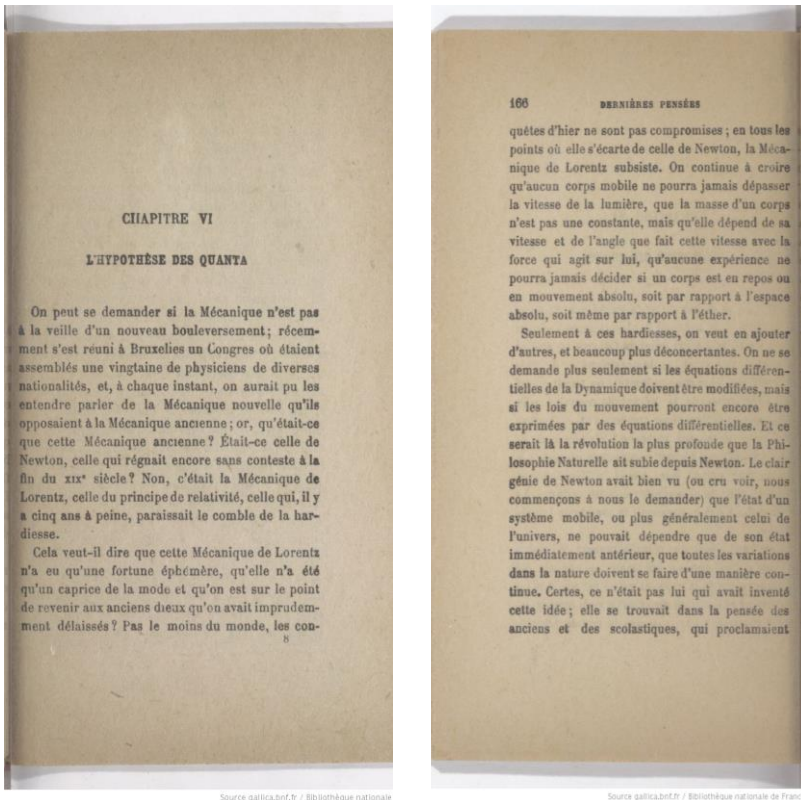 CHAPITRE VI
L'HYPOTHÈSE DES QUANTA
On peut se demander si la Mécanique n'est pas
à la veille d'un nouveau bouleversement; récem-
ment s'est réuni à Bruxelles un Congrès où étaient
assemblés une vingtaine de physiciens de diverses
nationalités, et, à chaque instant, on aurait pu les
entendre parler de la Mécanique nouvelle qu'ils
opposaient à la Mécanique ancienne; or, qu'était-ce
que cette Mécanique ancienne? Était-ce celle de
Newton, celle qui régnait encore sans conteste à la
fin du XIXe siècle? Non, c'était la Mécanique de
Lorentz, celle du principe de relativité, celle qui, il y
a cinq ans à peine, paraissait le comble de la har-
diesse.
Cela veut-il dire que cette Mécanique de Lorentz
n'a eu qu'une fortune éphémère, qu'elle n'a été
qu'un caprice de la mode et qu'on est sur le point
de revenir aux anciens dieux qu'on avait imprudem-
ment délaissés? Pas le moins du monde, les con-
8
Source gallica.bnf.fr / Bibliothèque nationale
166 DERNIÈRES PENSÉES
quêtes d'hier ne sont pas compromises; en tous les
points où elle s'écarte de celle de Newton, la Méca-
nique de Lorentz subsiste. On continue à croire
qu'aucun corps mobile ne pourra jamais dépasser
la vitesse de la lumière, que la masse d'un corps
n'est pas une constante, mais qu'elle dépend de sa
vitesse et de l'angle que fait cette vitesse avec la
force qui agit sur lui, qu'aucune expérience ne
pourra jamais décider si un corps est en repos ou
en mouvement absolu, soit par rapport à l'espace
absolu, soit même par rapport à l'éther.
Seulement à ces hardiesses, on veut en ajouter
d'autres, et beaucoup plus déconcertantes. On ne se
demande plus seulement si les équations différen-
tielles de la Dynamique doivent être modifiées, mais
si les lois du mouvement pourront encore être
exprimées par des équations différentielles. Et ce
serait là la révolution la plus profonde que la Phi-
losophie Naturelle ait subie depuis Newton. Le clair
génie de Newton avait bien vu (ou cru voir, nous
commençons à nous le demander) que l'état d'un
système mobile, ou plus généralement celui de
l'univers, ne pouvait dépendre que de son état
immédiatement antérieur, que toutes les variations
dans la nature doivent se faire d'une manière con-
tinue. Certes, ce n'était pas lui qui avait inventé
cette idée; elle se trouvait dans la pensée des
anciens et des scolastiques, qui proclamaient
Source gallica.bnf.fr / Bibliothèque nationale de Franc